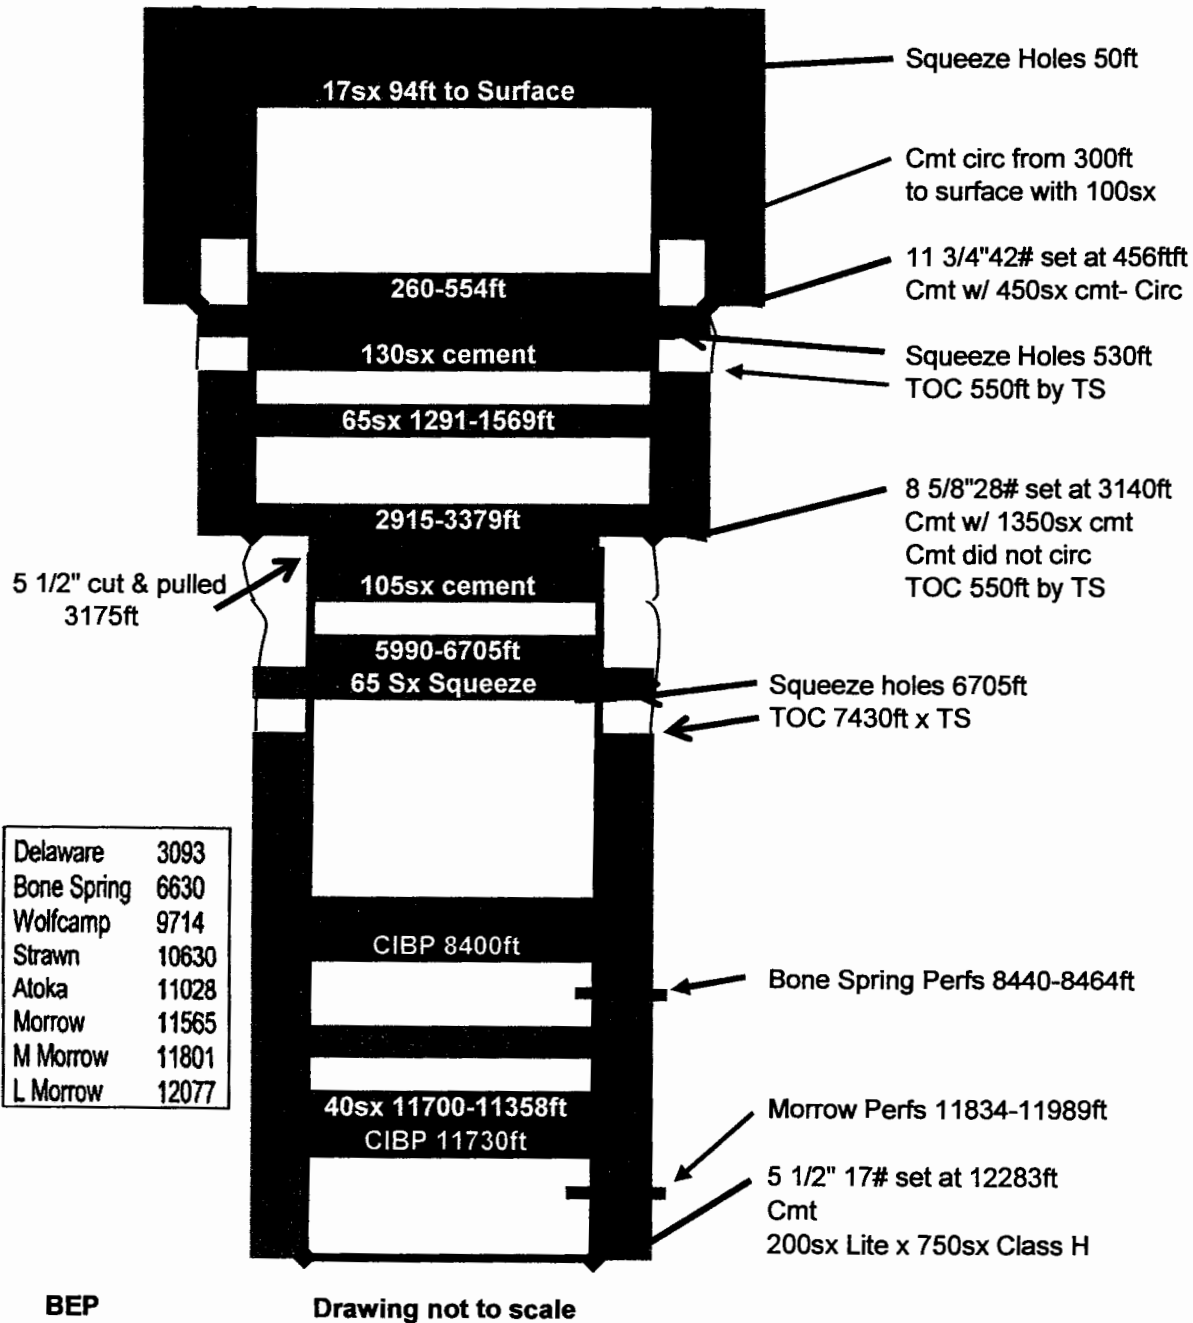 Squeeze Holes 50ft
17sx 94ft to Surface
Cmt circ from 300ft
to surface with 100sx
11 3/4"42# set at 456ftft
Cmt w/ 450sx cmt- Circ
260-554ft
130sx cement
Squeeze Holes 530ft
TOC 550ft by TS
65sx 1291-1569ft
8 5/8"28# set at 3140ft
Cmt w/ 1350sx cmt
Cmt did not circ
TOC 550ft by TS
2915-3379ft
105sx cement
5 1/2" cut & pulled
3175ft
5990-6705ft
65 Sx Squeeze
Squeeze holes 6705ft
TOC 7430ft x TS
Delaware 3093
Bone Spring 6630
Wolfcamp 9714
Strawn 10630
Atoka 11028
Morrow 11565
M Morrow 11801
L Morrow 12077
CIBP 8400ft
Bone Spring Perfs 8440-8464ft
40sx 11700-11358ft
CIBP 11730ft
Morrow Perfs 11834-11989ft
5 1/2" 17# set at 12283ft
Cmt
200sx Lite x 750sx Class H
BEP
Drawing not to scale